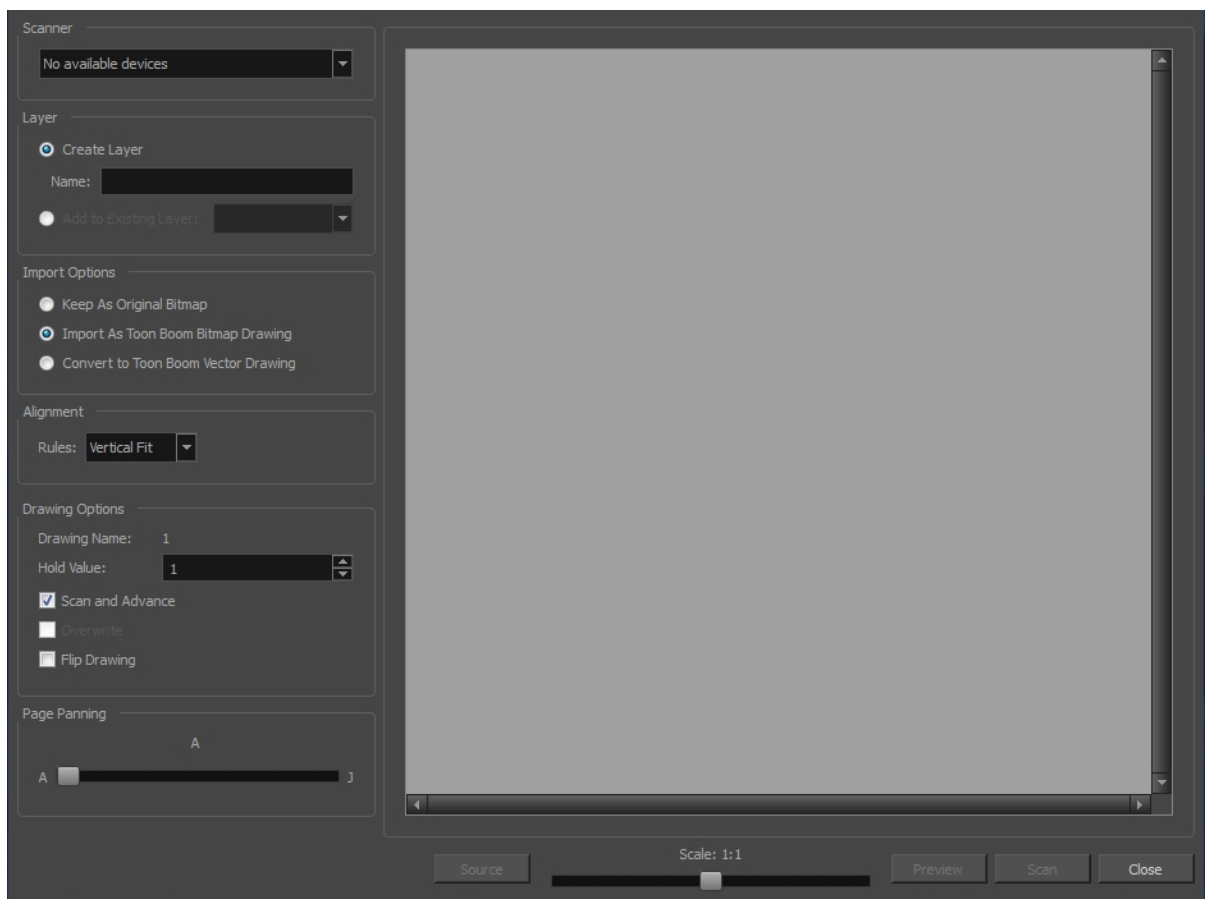 Scanner
No available devices
Layer
Create Layer
Name:
Add to Existing Layer:
Import Options
Keep As Original Bitmap
Import As Toon Boom Bitmap Drawing
Convert to Toon Boom Vector Drawing
Alignment
Rules: Vertical Fit
Drawing Options
Drawing Name: 1
Hold Value: 1
Scan and Advance
Overwrite
Flip Drawing
Page Panning
A
A J
Source
Scale: 1:1
Preview
Scan
Close